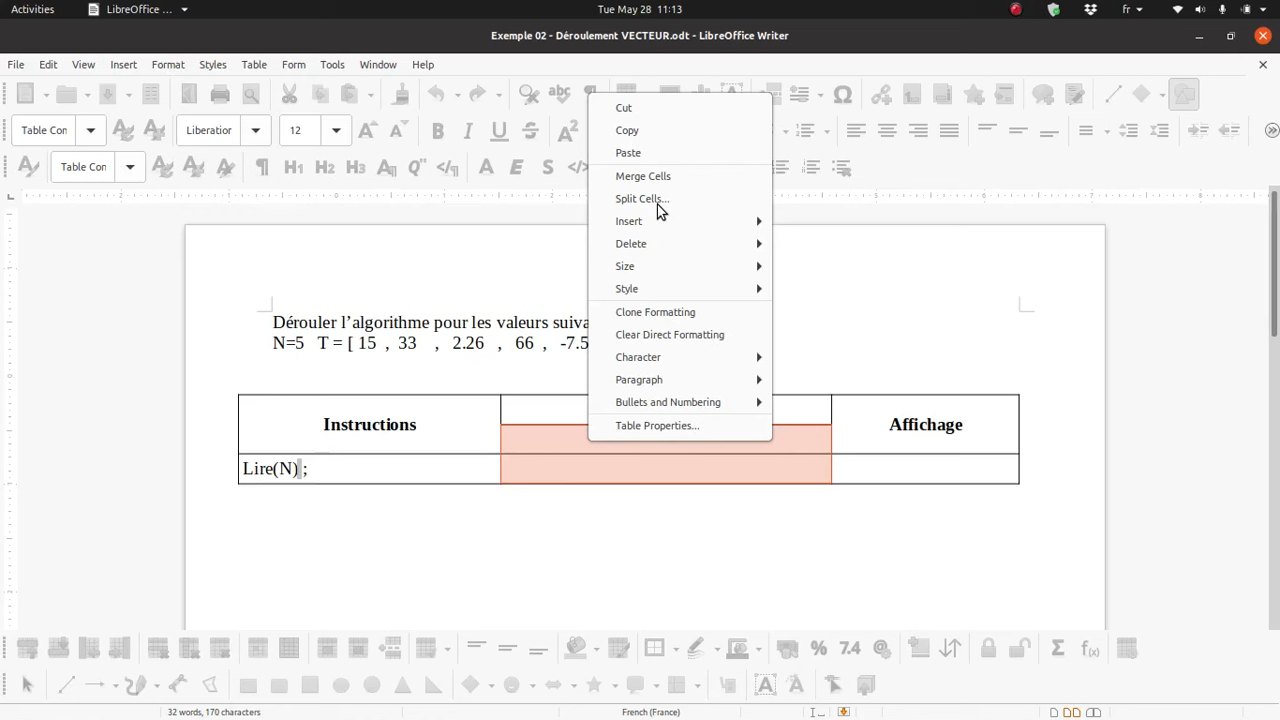 Activities
LibreOffice ...
Tue May 28 11:13
fr
Exemple 02 - Déroulement VECTEUR.odt - LibreOffice Writer
File Edit View Insert Format Styles Table Form Tools Window Help
Table Con
Liberation
12
Table Con
H1 H2
Cut
Copy
Paste
Merge Cells
Split Cells...
Insert
Delete
Size
Style
Clone Formatting
Clear Direct Formatting
Character
Paragraph
Bullets and Numbering
Table Properties...
Dérouler l’algorithme pour les valeurs suiva
N=5 T = [ 15 , 33 , 2.26 , 66 , -7.5
Instructions
Affichage
Lire(N) ;
32 words, 170 characters
French (France)